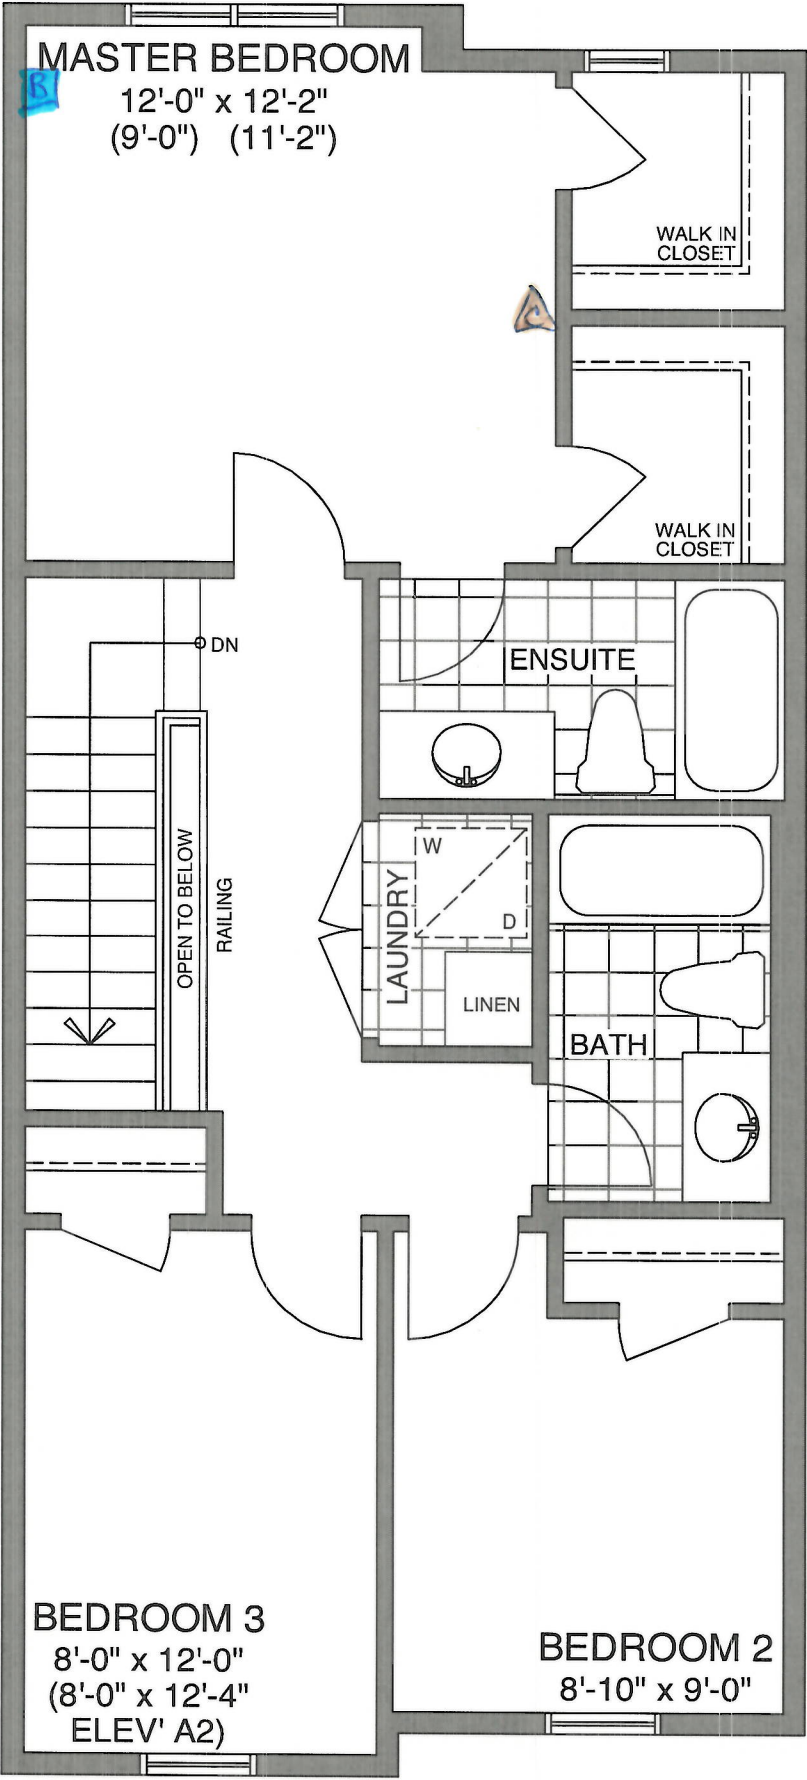 MASTER BEDROOM
B
12'-0" x 12'-2"
(9'-0") (11'-2")
WALK IN
CLOSET
C
WALK IN
CLOSET
DN
ENSUITE
OPEN TO BELOW
RAILING
LAUNDRY
W
D
LINEN
BATH
BEDROOM 3
8'-0" x 12'-0"
(8'-0" x 12'-4"
ELEV' A2)
BEDROOM 2
8'-10" x 9'-0"